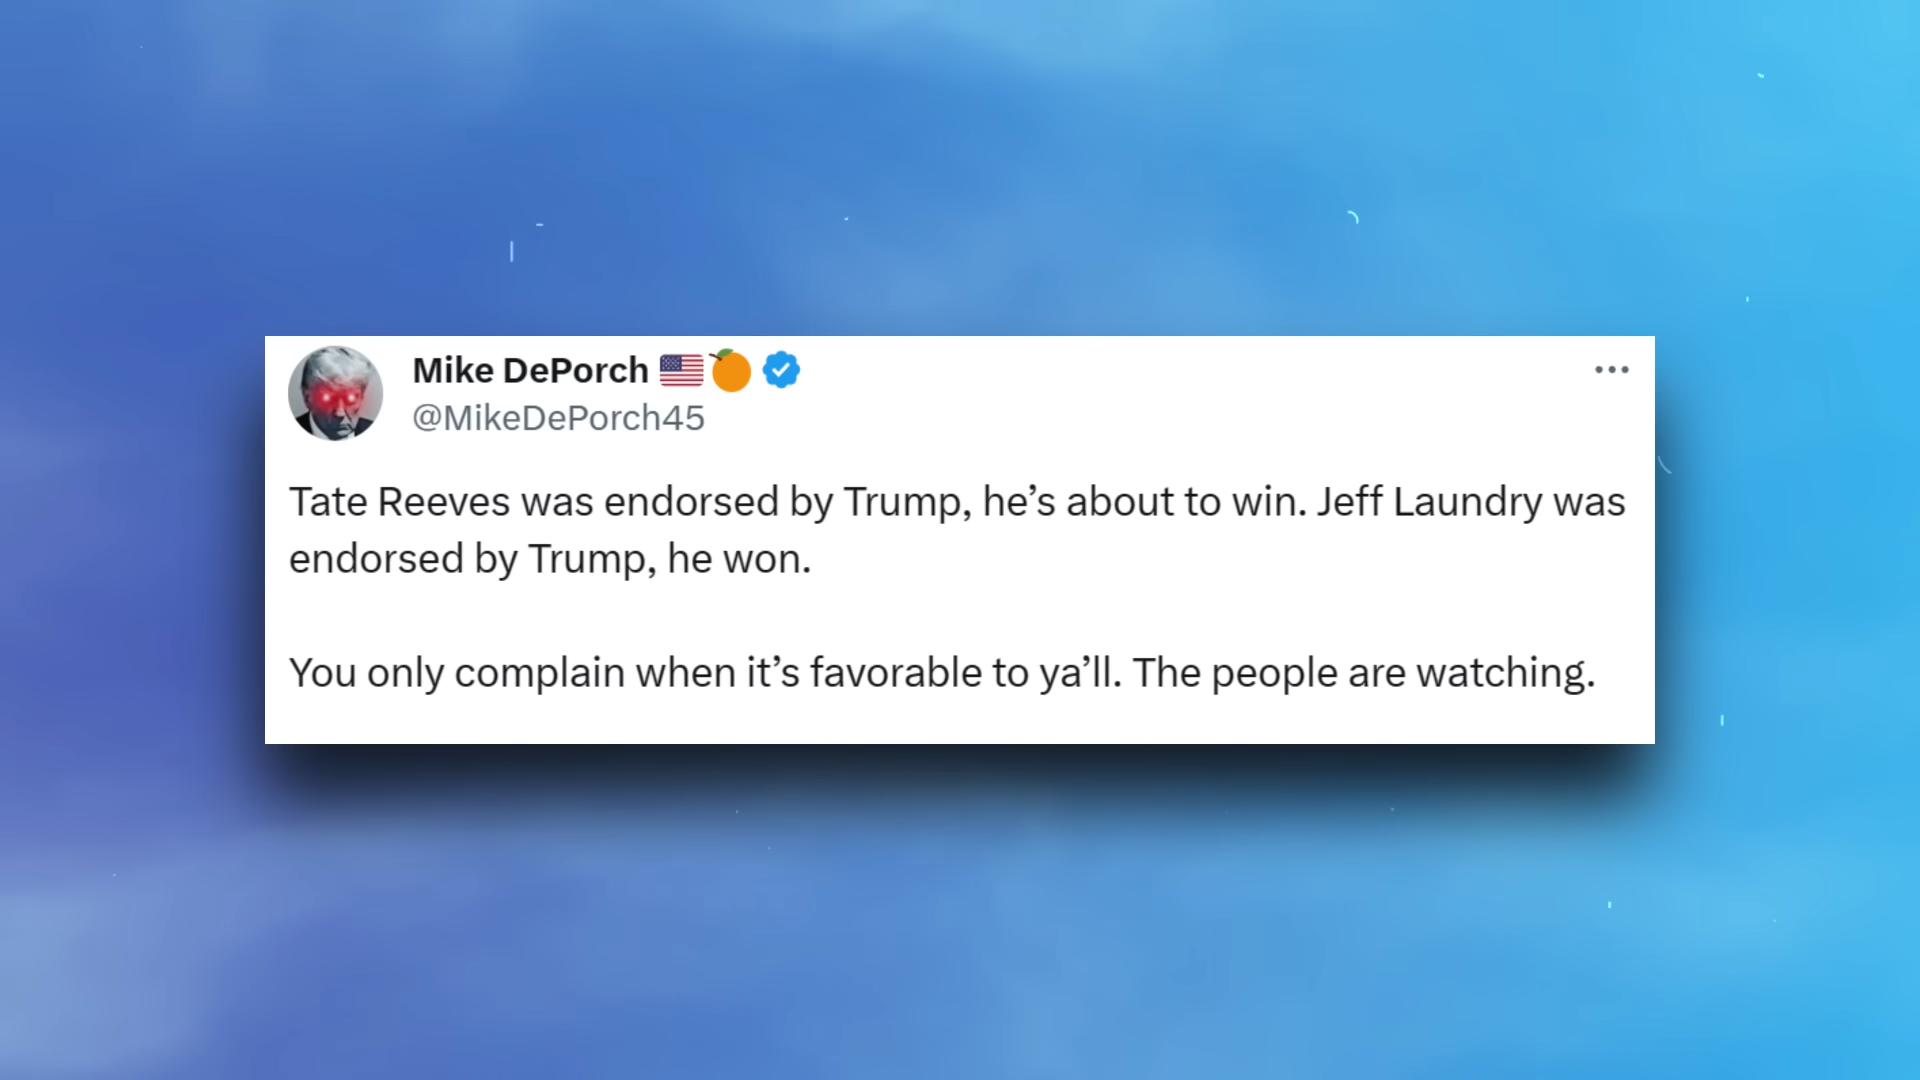 Mike DePorch 🇺🇸🍊
@MikeDePorch45
Tate Reeves was endorsed by Trump, he’s about to win. Jeff Laundry was
endorsed by Trump, he won.
You only complain when it’s favorable to ya’ll. The people are watching.